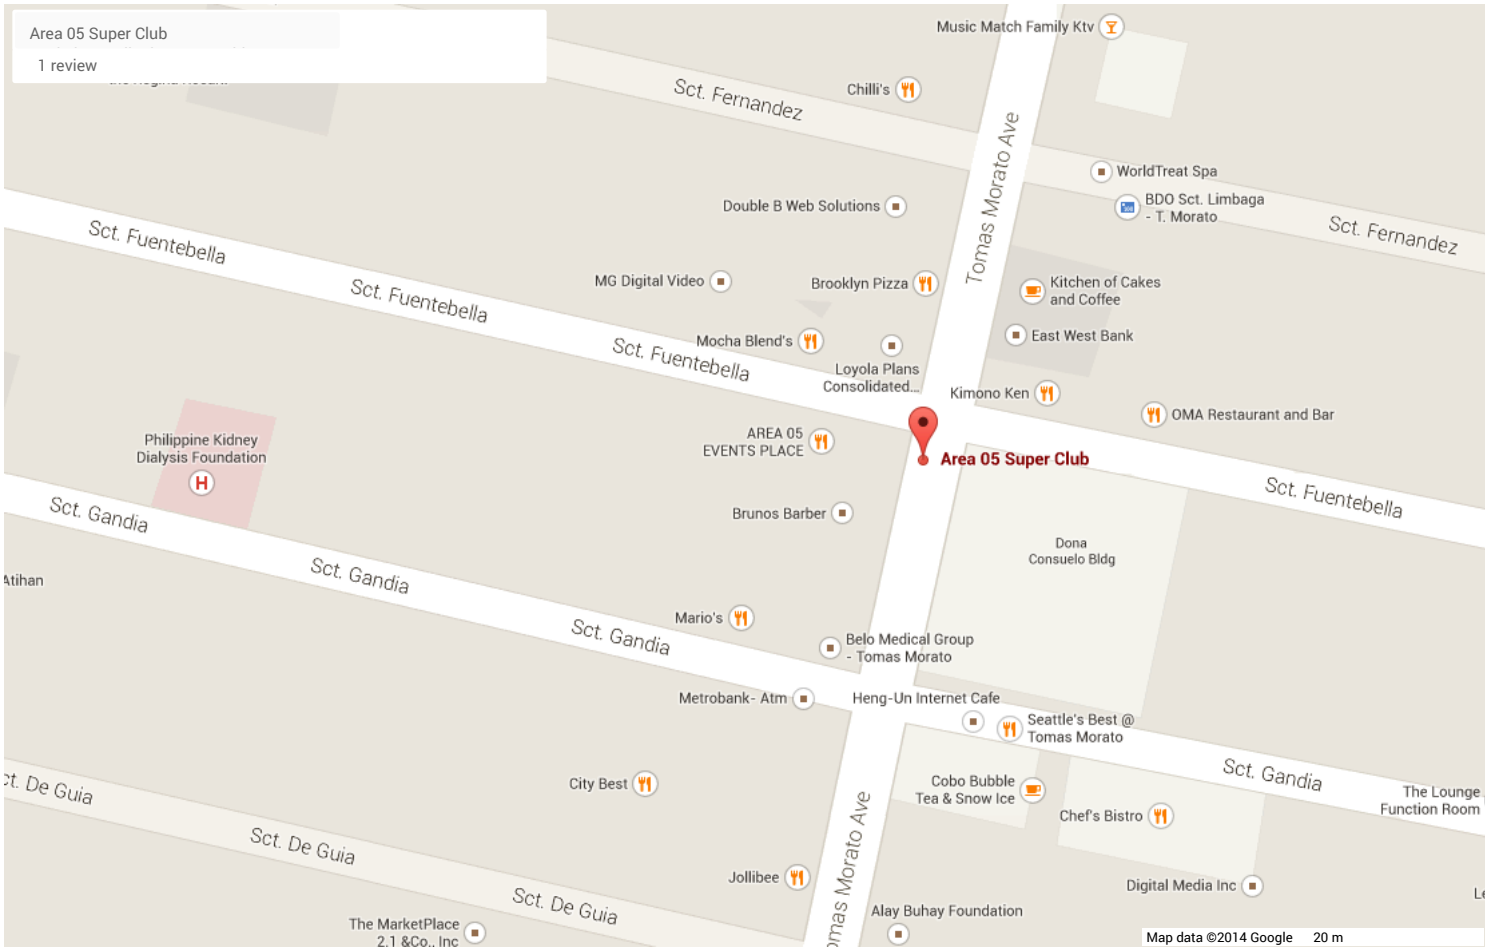 Area 05 Super Club
1 review
Music Match Family Ktv
Chilli's
Sct. Fernandez
Tomas Morato Ave
WorldTreat Spa
BDO Sct. Limbaga
- T. Morato
Sct. Fernandez
Double B Web Solutions
Sct. Fuentebella
Sct. Fuentebella
Sct. Fuentebella
MG Digital Video
Brooklyn Pizza
Kitchen of Cakes
and Coffee
Mocha Blend's
East West Bank
Loyola Plans
Consolidated...
Kimono Ken
OMA Restaurant and Bar
AREA 05
EVENTS PLACE
Philippine Kidney
Dialysis Foundation
H
Area 05 Super Club
Sct. Fuentebella
Brunos Barber
Sct. Gandia
Dona
Consuelo Bldg
Atihan
Sct. Gandia
Mario's
Sct. Gandia
Belo Medical Group
- Tomas Morato
Metrobank- Atm
Heng-Un Internet Cafe
Seattle's Best @
Tomas Morato
Sct. Gandia
City Best
Cobo Bubble
Tea & Snow Ice
The Lounge
Function Room
Chef's Bistro
ct. De Guia
Sct. De Guia
Sct. De Guia
Jollibee
omas Morato Ave
Digital Media Inc
Le
Alay Buhay Foundation
The MarketPlace
2.1 &Co., Inc
Map data ©2014 Google 20 m